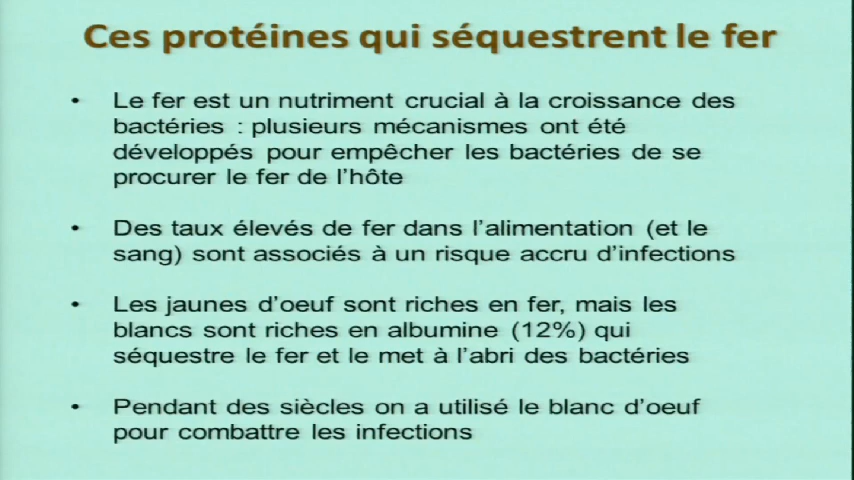 Ces protéines qui séquestrent le fer
• Le fer est un nutriment crucial à la croissance des
bactéries : plusieurs mécanismes ont été
développés pour empêcher les bactéries de se
procurer le fer de l'hôte
• Des taux élevés de fer dans l'alimentation (et le
sang) sont associés à un risque accru d'infections
• Les jaunes d'oeuf sont riches en fer, mais les
blancs sont riches en albumine (12%) qui
séquestre le fer et le met à l'abri des bactéries
• Pendant des siècles on a utilisé le blanc d'oeuf
pour combattre les infections